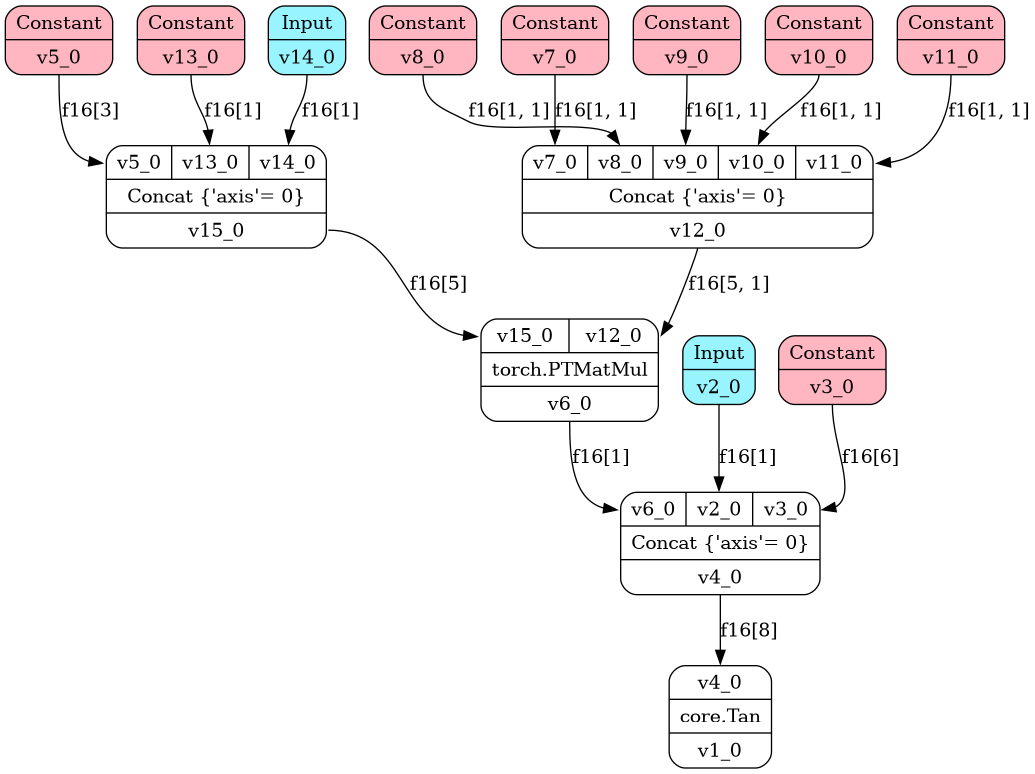 Constant
v5_0
Constant
v13_0
Input
v14_0
Constant
v8_0
Constant
v7_0
Constant
v9_0
Constant
v10_0
Constant
v11_0
f16[3]
f16[1]
f16[1]
f16[1, 1]
f16[1, 1]
f16[1, 1]
f16[1, 1]
f16[1, 1]
v5_0 v13_0 v14_0
Concat {'axis'= 0}
v15_0
v7_0 v8_0 v9_0 v10_0 v11_0
Concat {'axis'= 0}
v12_0
f16[5]
f16[5, 1]
v15_0 v12_0
torch.PTMatMul
v6_0
Input
v2_0
Constant
v3_0
f16[1]
f16[1]
f16[6]
v6_0 v2_0 v3_0
Concat {'axis'= 0}
v4_0
f16[8]
v4_0
core.Tan
v1_0